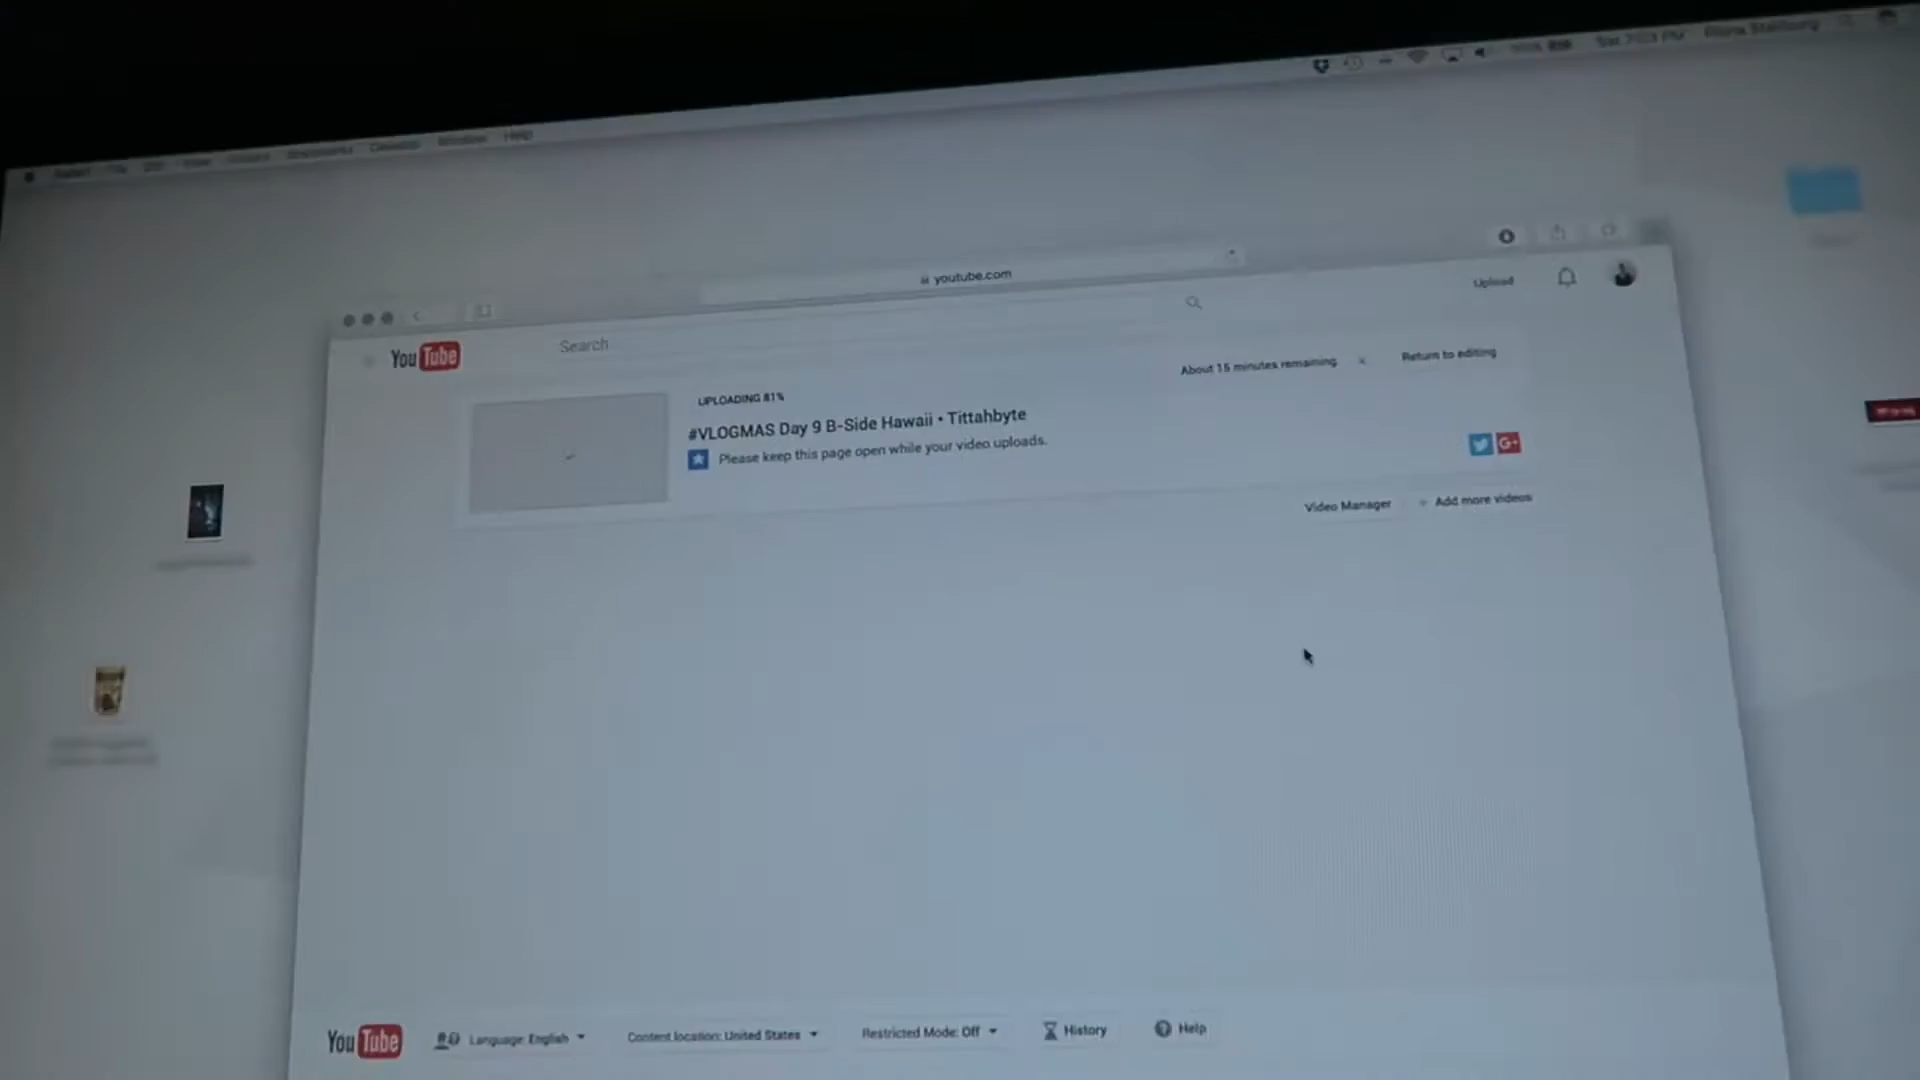 Window Help
youtube.com
Upload
YouTube
Search
UPLOADING 81%
About 15 minutes remaining
Return to editing
#VLOGMAS Day 9 B-Side Hawaii • Tittahbyte
Please keep this page open while your video uploads.
G+
Video Manager
+ Add more videos
YouTube
Language: English
Content location: United States
Restricted Mode: Off
History
Help